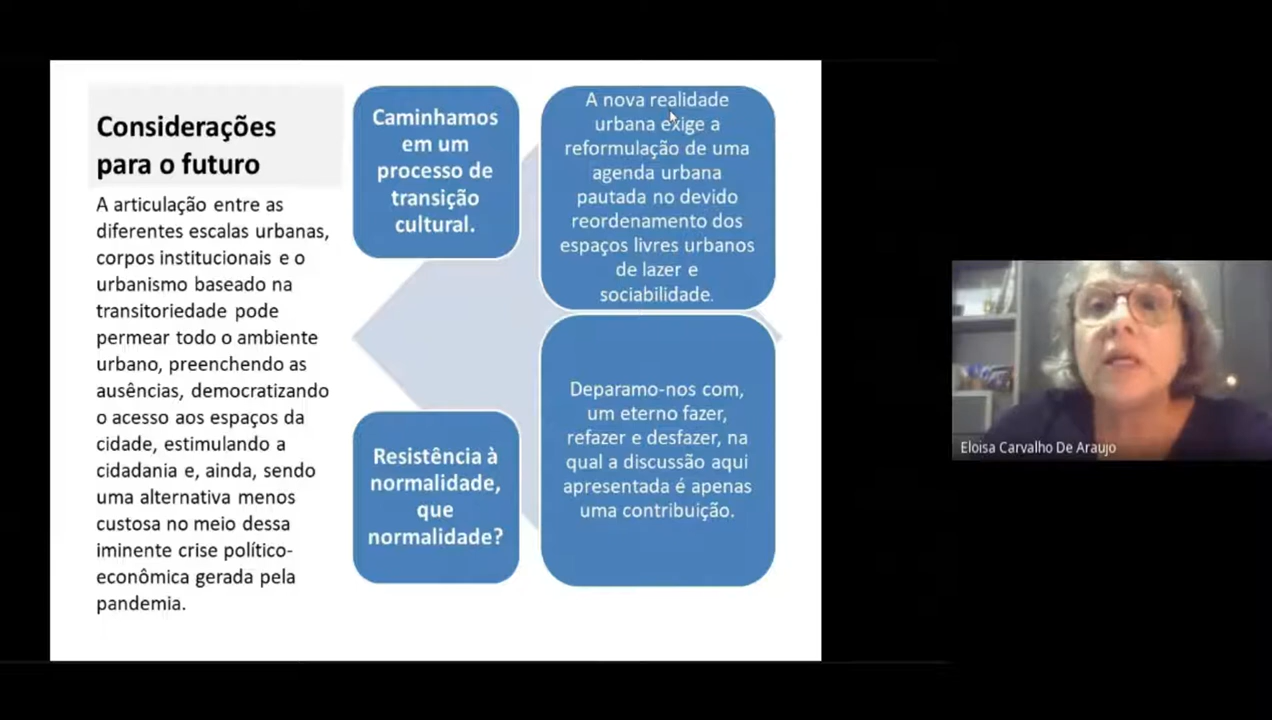 Considerações
para o futuro
A articulação entre as
diferentes escalas urbanas,
corpos institucionais e o
urbanismo baseado na
transitoriedade pode
permear todo o ambiente
urbano, preenchendo as
ausências, democratizando
o acesso aos espaços da
cidade, estimulando a
cidadania e, ainda, sendo
uma alternativa menos
custosa no meio dessa
iminente crise político-
econômica gerada pela
pandemia.
Caminhamos
em um
processo de
transição
cultural.
A nova realidade
urbana exige a
reformulação de uma
agenda urbana
pautada no devido
reordenamento dos
espaços livres urbanos
de lazer e
sociabilidade.
Resistência à
normalidade,
que
normalidade?
Deparamo-nos com,
um eterno fazer,
refazer e desfazer, na
qual a discussão aqui
apresentada é apenas
uma contribuição.
Eloisa Carvalho De Araujo